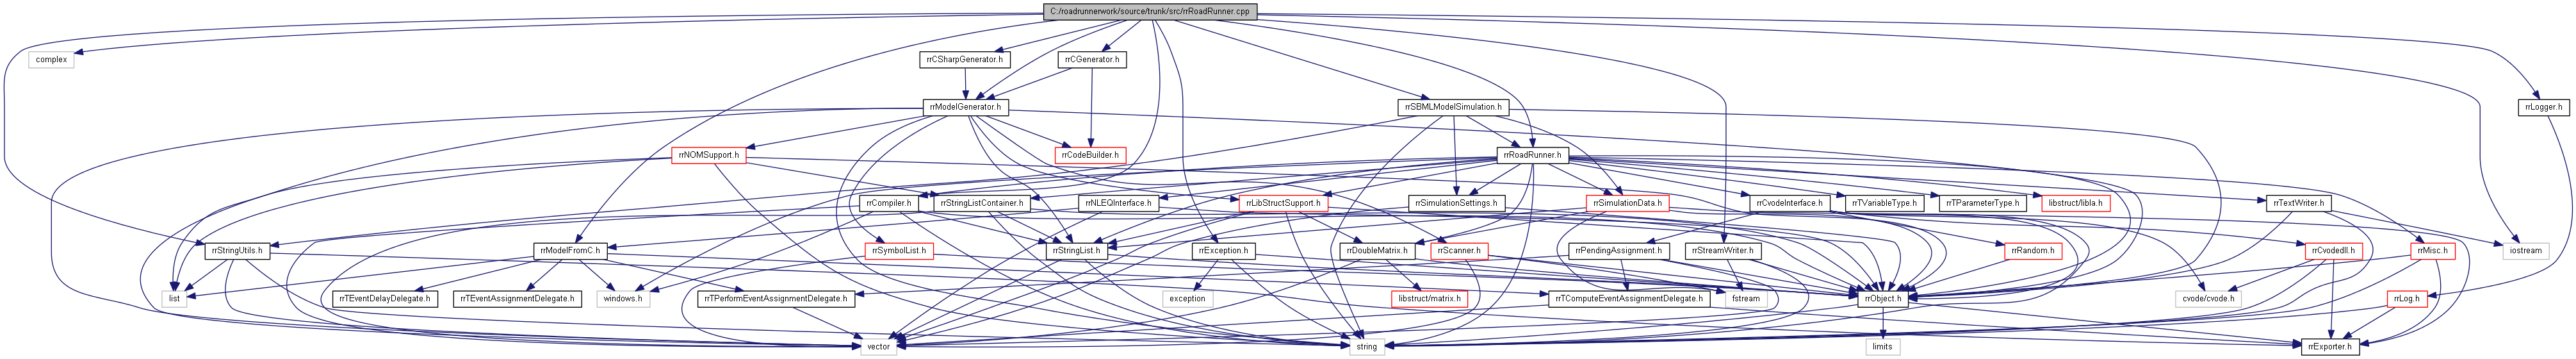 C:/roadrunnerwork/source/trunk/src/rrRoadRunner.cpp
complex
rrCSharpGenerator.h
rrCGenerator.h
rrModelGenerator.h
rrSBMLModelSimulation.h
rrLogger.h
rrNOMSupport.h
rrCodeBuilder.h
rrRoadRunner.h
rrCompiler.h
rrStringListContainer.h
rrNLEQInterface.h
rrLibStructSupport.h
rrSimulationSettings.h
rrSimulationData.h
rrCvodeInterface.h
rrTVariableType.h
rrTParameterType.h
libstruct/libla.h
rrTextWriter.h
rrStringUtils.h
rrModelFromC.h
rrSymbolList.h
rrStringList.h
rrException.h
rrDoubleMatrix.h
rrScanner.h
rrPendingAssignment.h
rrStreamWriter.h
rrRandom.h
rrCvodedll.h
rrMisc.h
iostream
list
rrTEventDelayDelegate.h
rrTEventAssignmentDelegate.h
windows.h
rrTPerformEventAssignmentDelegate.h
exception
libstruct/matrix.h
rrTComputeEventAssignmentDelegate.h
fstream
rrObject.h
cvode/cvode.h
rrLog.h
vector
string
limits
rrExporter.h